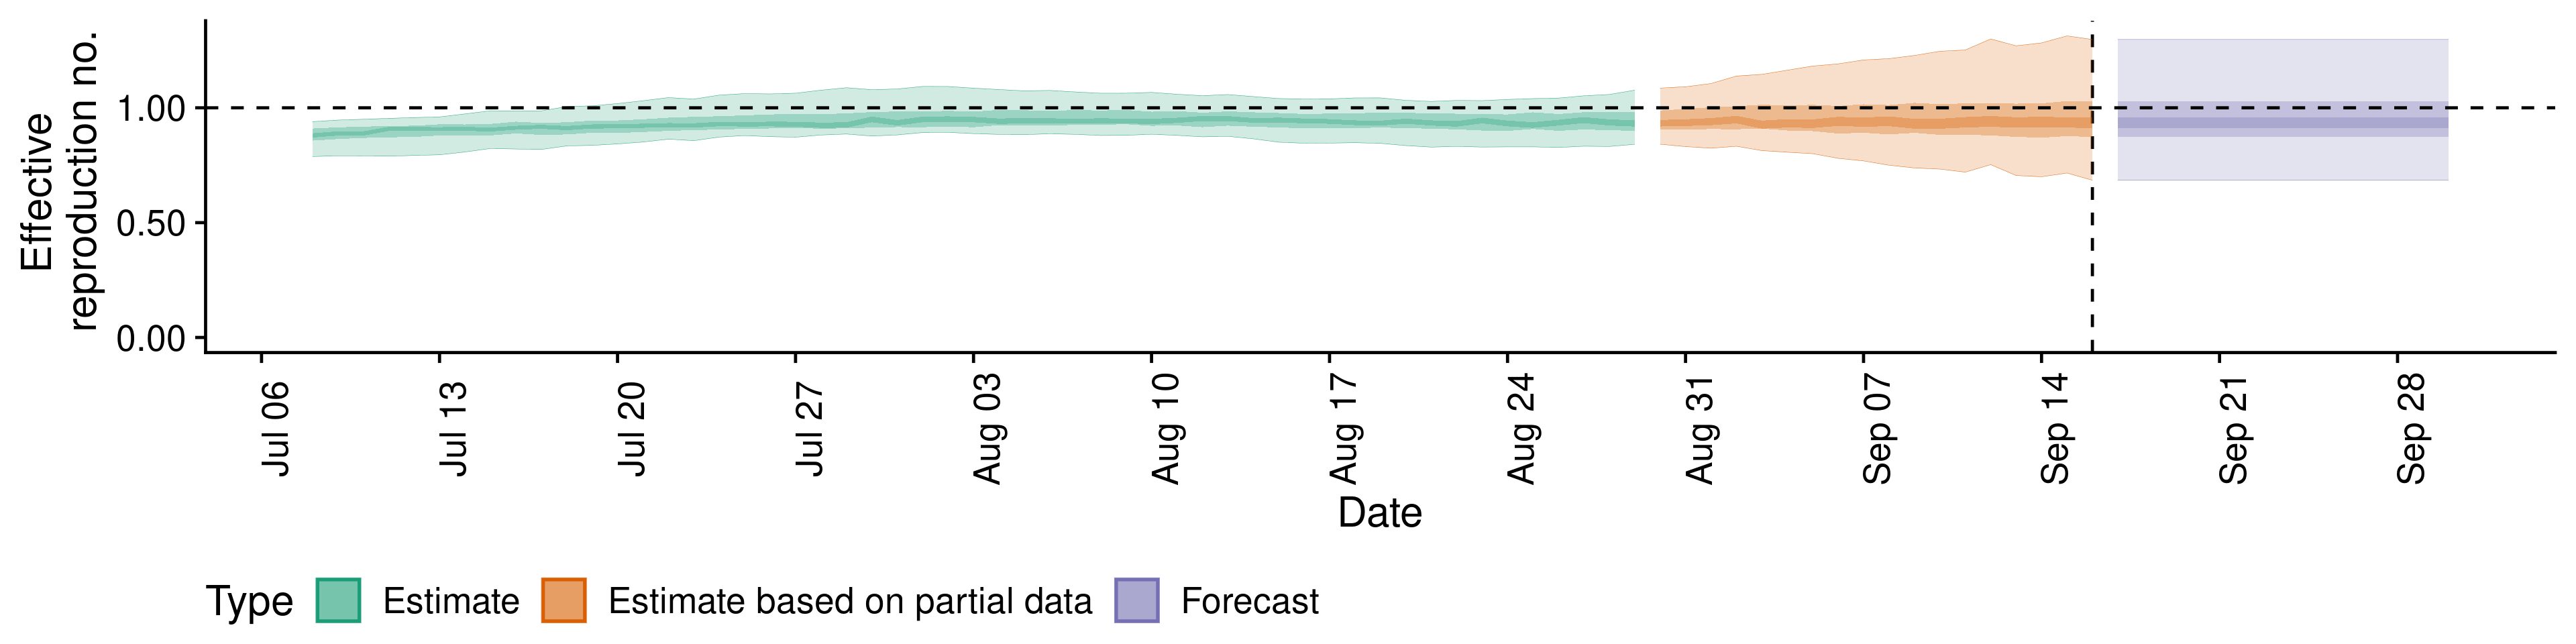 Effective
reproduction no.
1.00
0.50
0.00
Jul 06
Jul 13
Jul 20
Jul 27
Aug 03
Aug 10
Aug 17
Aug 24
Aug 31
Sep 07
Sep 14
Sep 21
Sep 28
Date
Type Estimate Estimate based on partial data Forecast